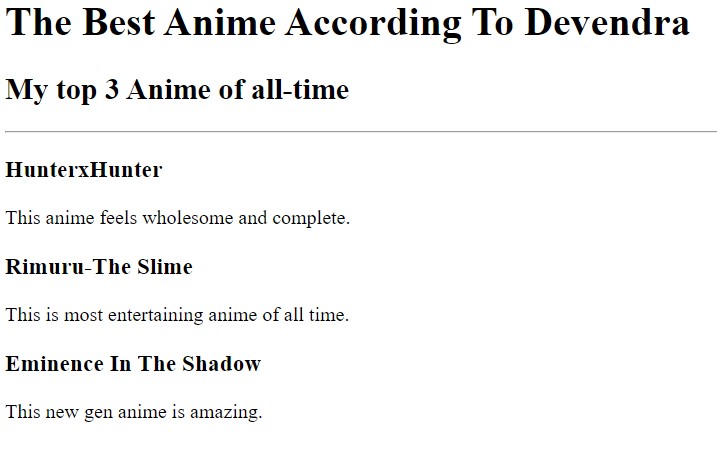 The Best Anime According To Devendra
My top 3 Anime of all-time
HunterxHunter
This anime feels wholesome and complete.
Rimuru-The Slime
This is most entertaining anime of all time.
Eminence In The Shadow
This new gen anime is amazing.